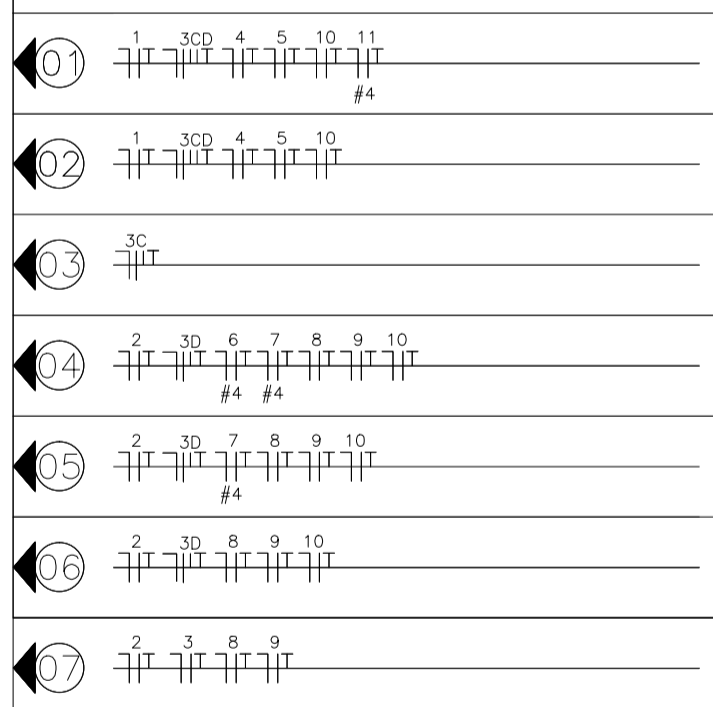 01 1 3CD 4 5 10 11
#4
02 1 3CD 4 5 10
03 3C
04 2 3D 6 7 8 9 10
#4 #4
05 2 3D 7 8 9 10
#4
06 2 3D 8 9 10
07 2 3 8 9